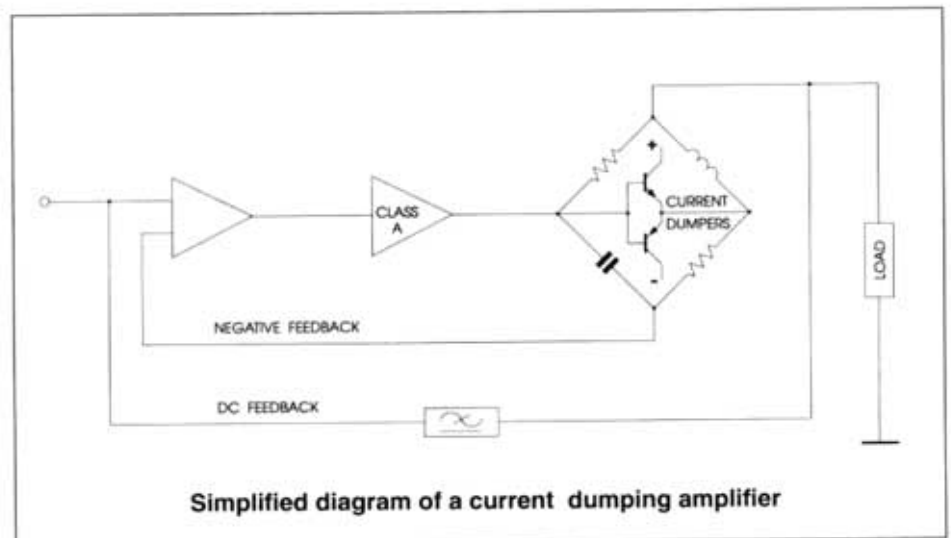 +
CLASS
A
CURRENT
DUMPERS
-
LOAD
NEGATIVE FEEDBACK
DC FEEDBACK
Simplified diagram of a current dumping amplifier